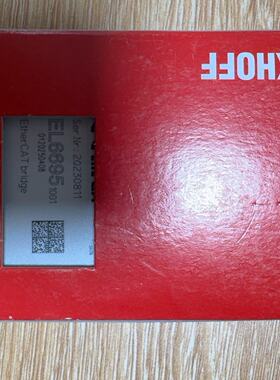 KHOFF
Ser.Nr. 20230811
EL6695
1001
EtherCAT bridge